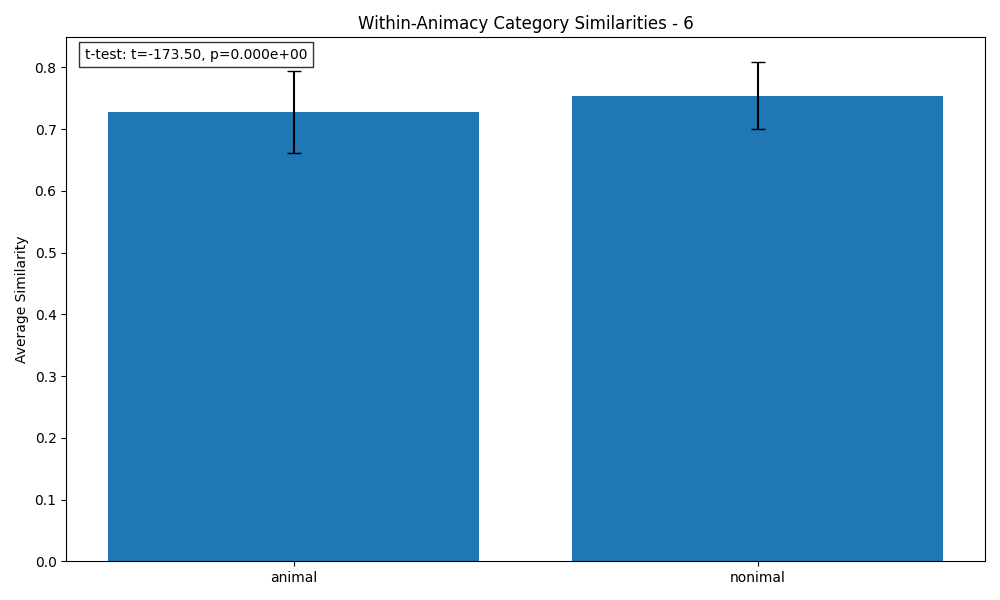 Within-Animacy Category Similarities - 6
t-test: t=-173.50, p=0.000e+00
Average Similarity
0.8
0.7
0.6
0.5
0.4
0.3
0.2
0.1
0.0
animal
nonimal